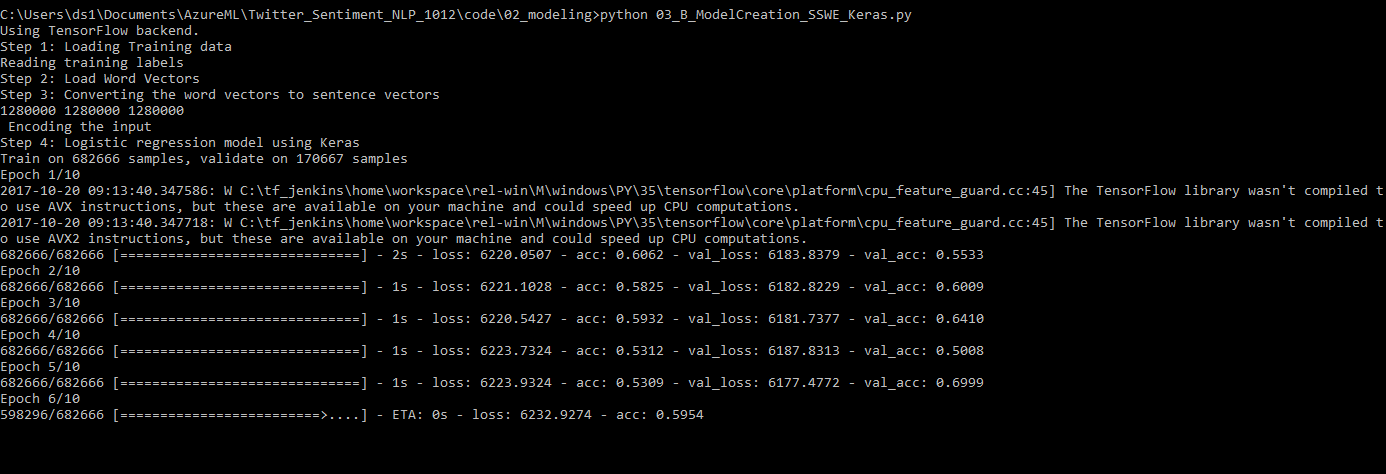 C:\Users\ds1\Documents\AzureML\Twitter_Sentiment_NLP_1012\code\02_modeling>python 03_B_ModelCreation_SSWE_Keras.py
Using TensorFlow backend.
Step 1: Loading Training data
Reading training labels
Step 2: Load Word Vectors
Step 3: Converting the word vectors to sentence vectors
1280000 1280000 1280000
 Encoding the input
Step 4: Logistic regression model using Keras
Train on 682666 samples, validate on 170667 samples
Epoch 1/10
2017-10-20 09:13:40.347586: W C:\tf_jenkins\home\workspace\rel-win\M\windows\PY\35\tensorflow\core\platform\cpu_feature_guard.cc:45] The TensorFlow library wasn't compiled t
o use AVX instructions, but these are available on your machine and could speed up CPU computations.
2017-10-20 09:13:40.347718: W C:\tf_jenkins\home\workspace\rel-win\M\windows\PY\35\tensorflow\core\platform\cpu_feature_guard.cc:45] The TensorFlow library wasn't compiled t
o use AVX2 instructions, but these are available on your machine and could speed up CPU computations.
682666/682666 [==============================] - 2s - loss: 6220.0507 - acc: 0.6062 - val_loss: 6183.8379 - val_acc: 0.5533
Epoch 2/10
682666/682666 [==============================] - 1s - loss: 6221.1028 - acc: 0.5825 - val_loss: 6182.8229 - val_acc: 0.6009
Epoch 3/10
682666/682666 [==============================] - 1s - loss: 6220.5427 - acc: 0.5932 - val_loss: 6181.7377 - val_acc: 0.6410
Epoch 4/10
682666/682666 [==============================] - 1s - loss: 6223.7324 - acc: 0.5312 - val_loss: 6187.8313 - val_acc: 0.5008
Epoch 5/10
682666/682666 [==============================] - 1s - loss: 6223.9324 - acc: 0.5309 - val_loss: 6177.4772 - val_acc: 0.6999
Epoch 6/10
598296/682666 [=========================>....] - ETA: 0s - loss: 6232.9274 - acc: 0.5954